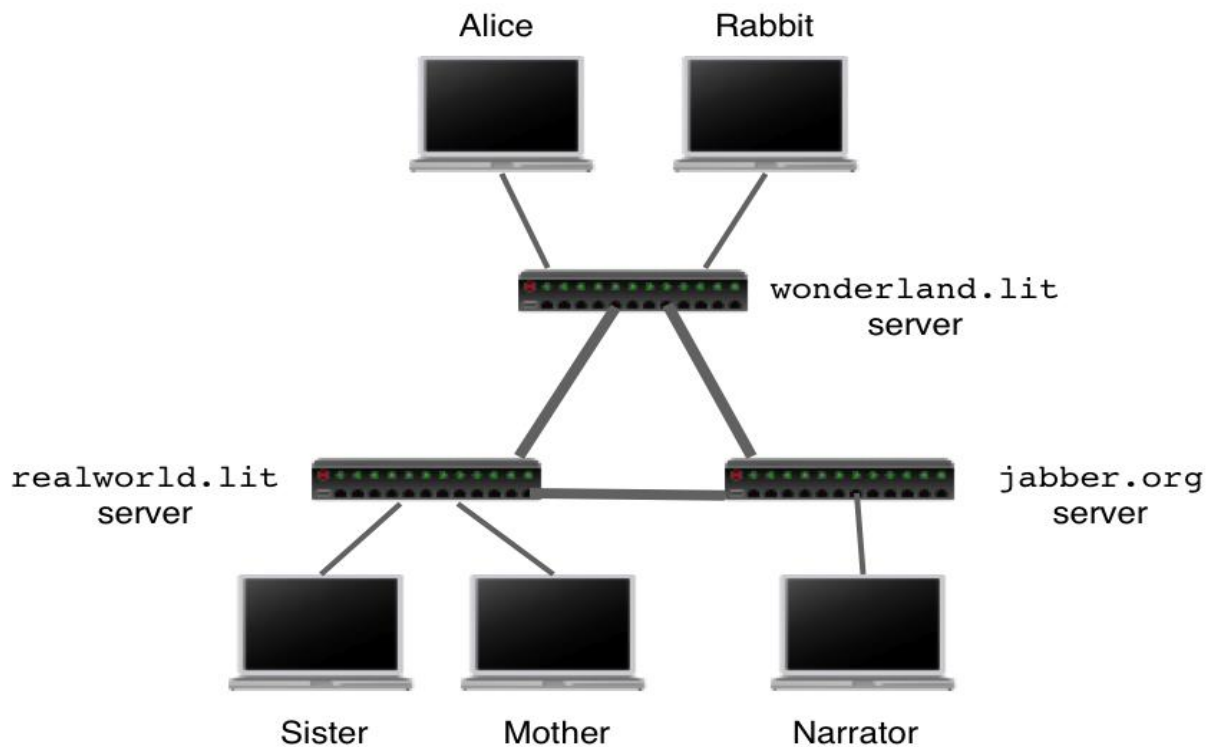 Alice
Rabbit
wonderland.lit
server
realworld.lit
server
jabber.org
server
Sister
Mother
Narrator